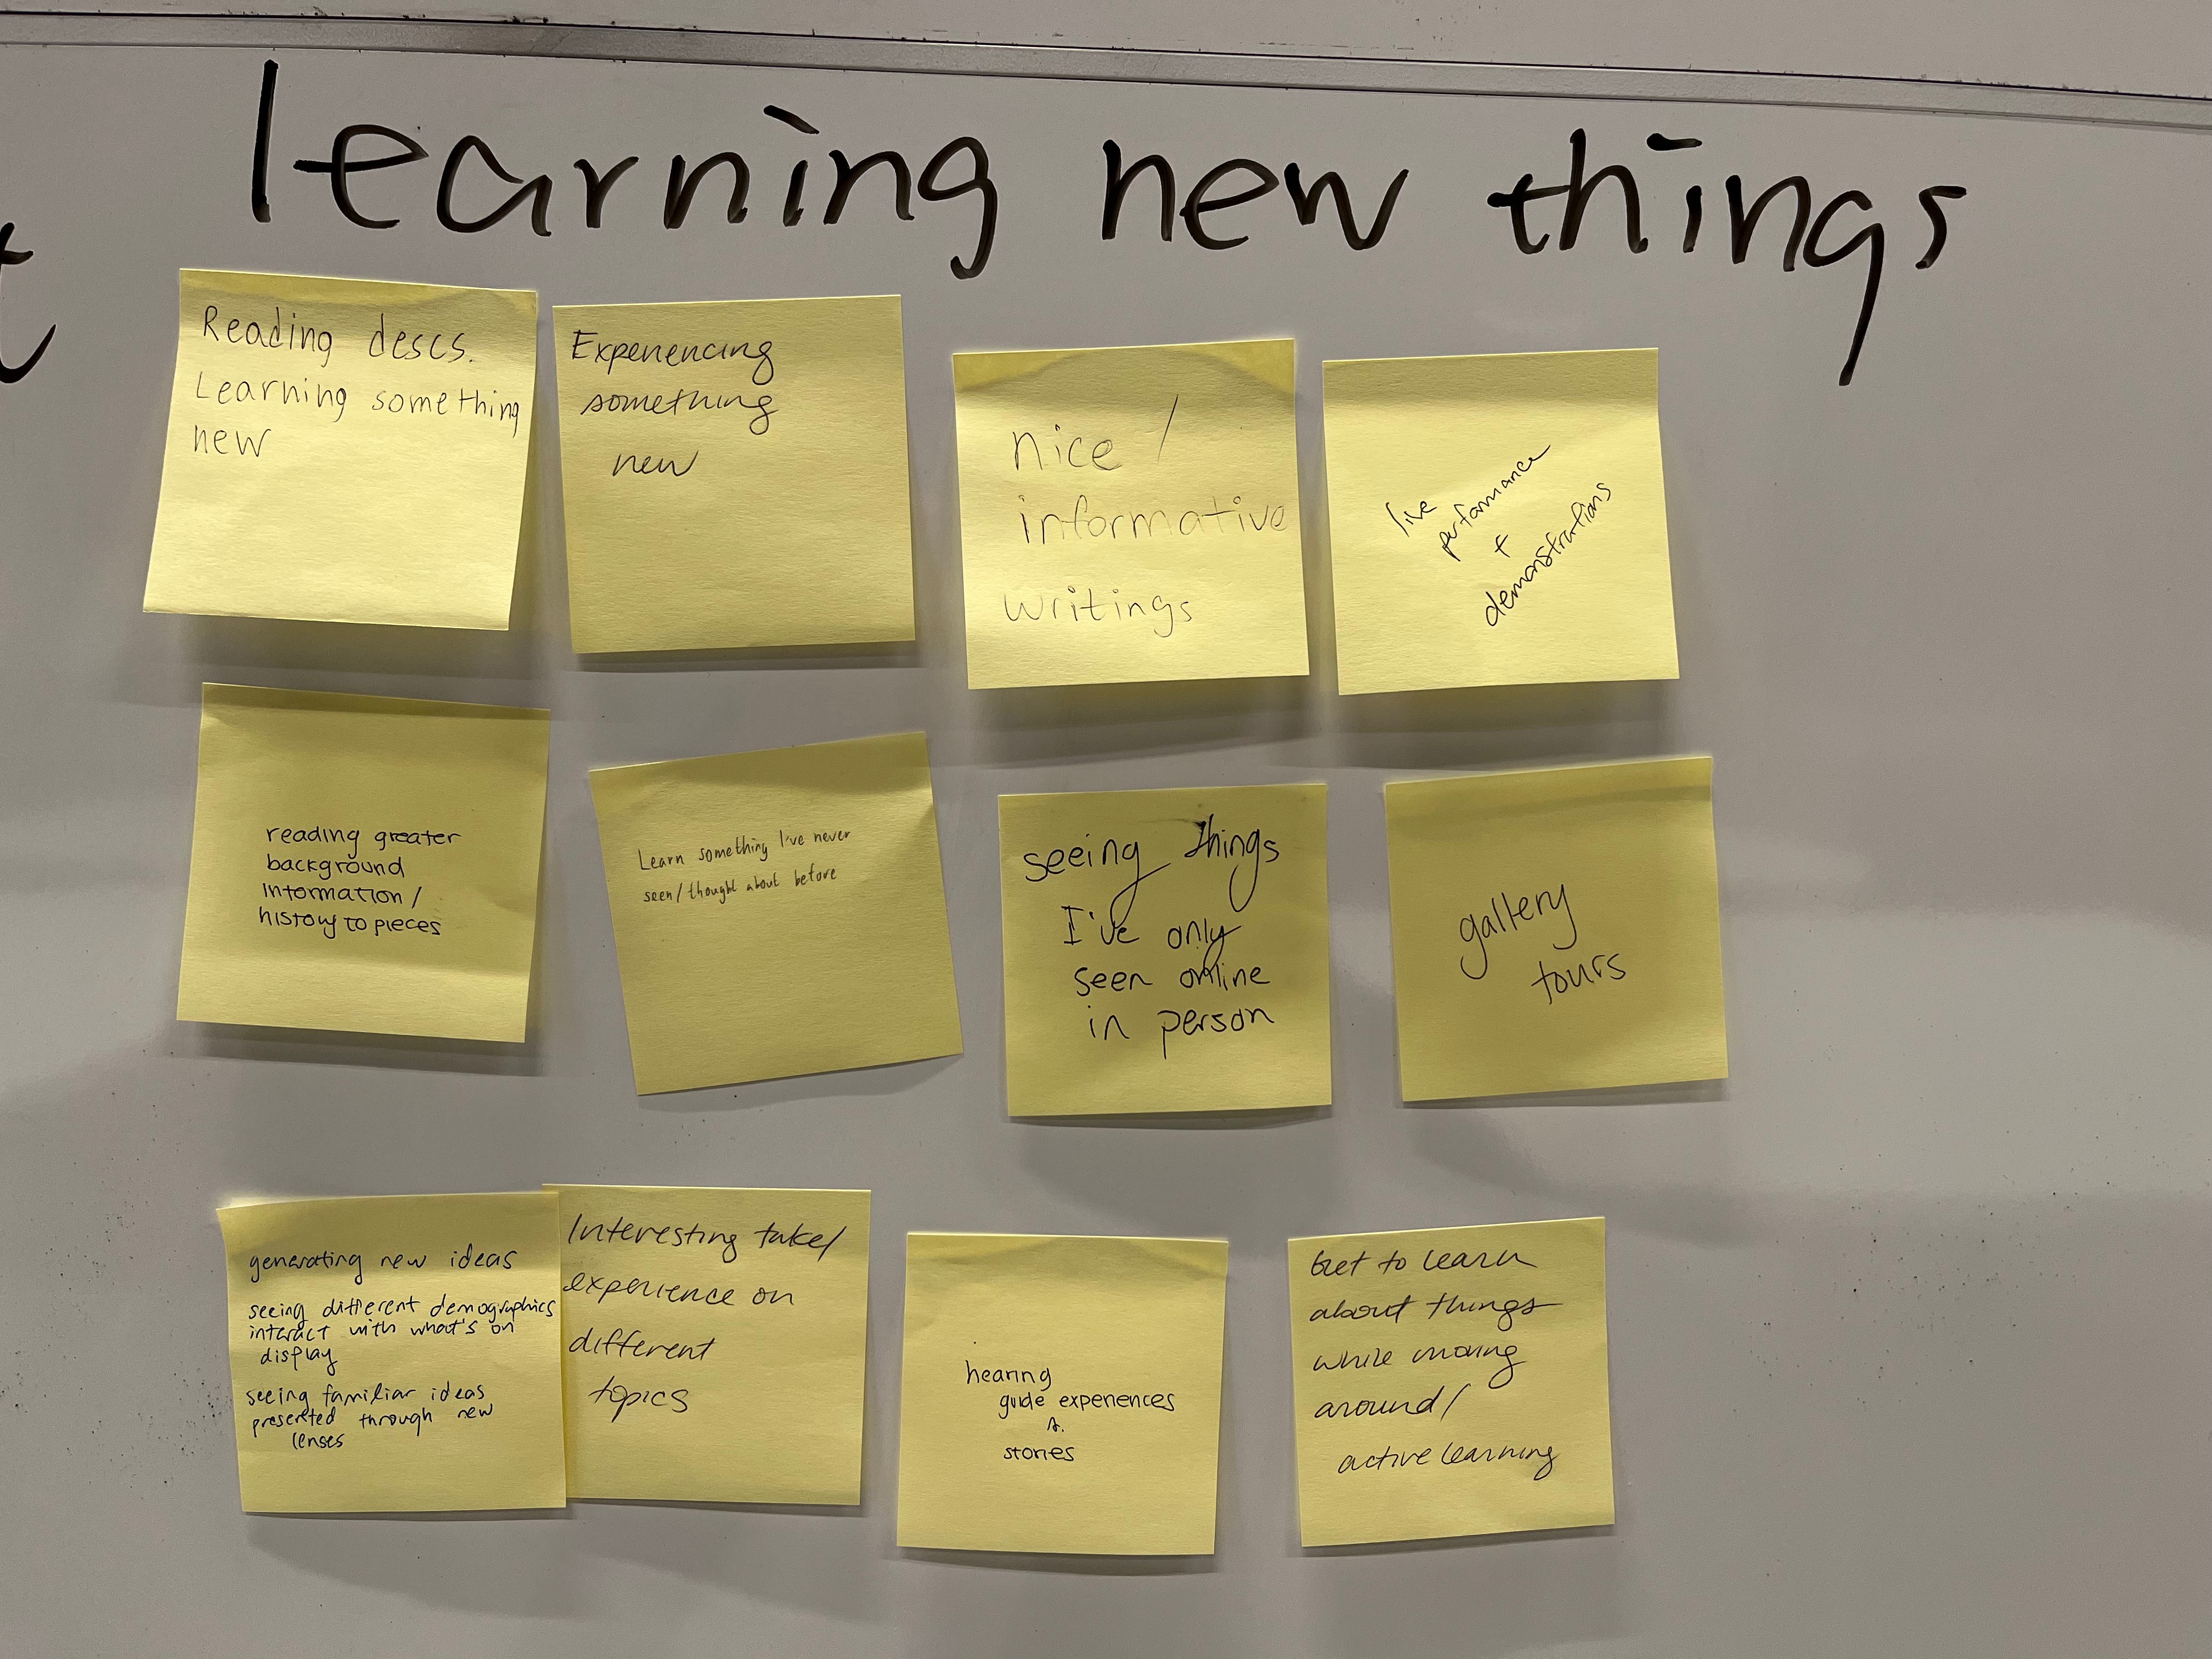 learning new things
Reading descs.
Learning something
new
Experiencing
something
new
nice /
informative
writings
live
performance
+
demonstrations
reading greater
background
information /
history to pieces
Learn something I've never
seen / thought about before
seeing things
I've only
seen online
in person
gallery
tours
generating new ideas
seeing different demographics
interact with what's on
display
seeing familiar ideas
presented through new
lenses
Interesting take/
experience on
different
topics
hearing
guide experiences
&
stories
Get to learn
about things
while moving
around/
active learning